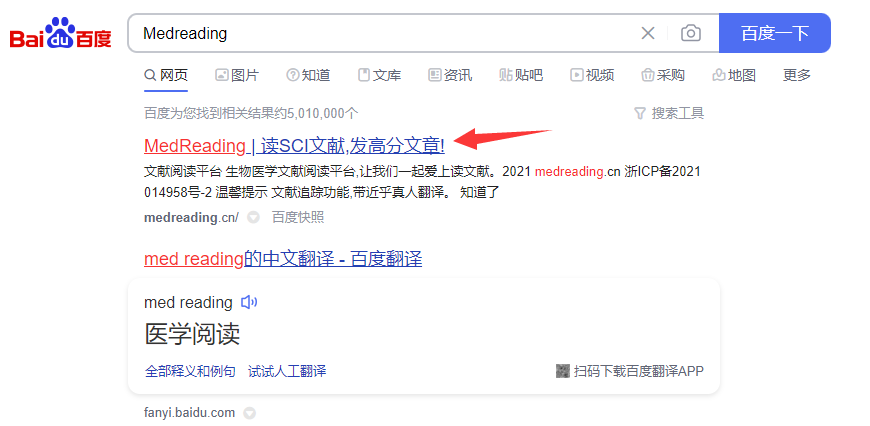 Bai du 百度
Medreading
百度一下
网页 图片 知道 文库 资讯 贴吧 视频 采购 地图 更多
百度为您找到相关结果约5,010,000个 搜索工具
MedReading | 读SCI文献,发高分文章!
文献阅读平台 生物医学文献阅读平台,让我们一起爱上读文献。2021 medreading.cn 浙ICP备2021
014958号-2 温馨提示 文献追踪功能,带近乎真人翻译。 知道了
medreading.cn/ 百度快照
med reading的中文翻译 - 百度翻译
med reading
医学阅读
全部释义和例句 试试人工翻译 扫码下载百度翻译APP
fanyi.baidu.com